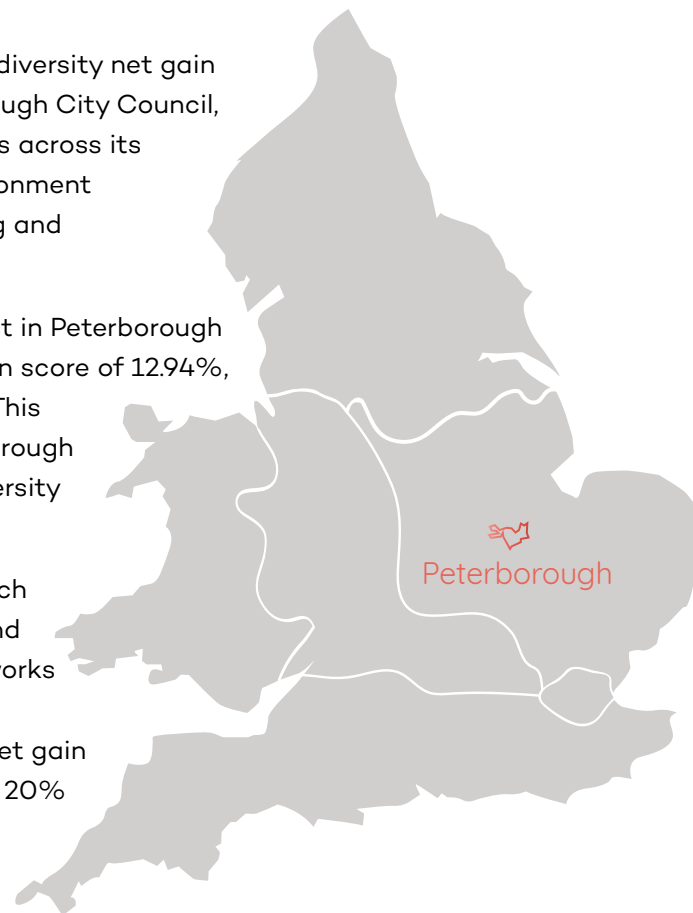 diversity net gain
ugh City Council,
s across its
onment
g and
t in Peterborough
n score of 12.94%,
This
rough
ersity
ch
nd
vorks
et gain
20%
Peterborough